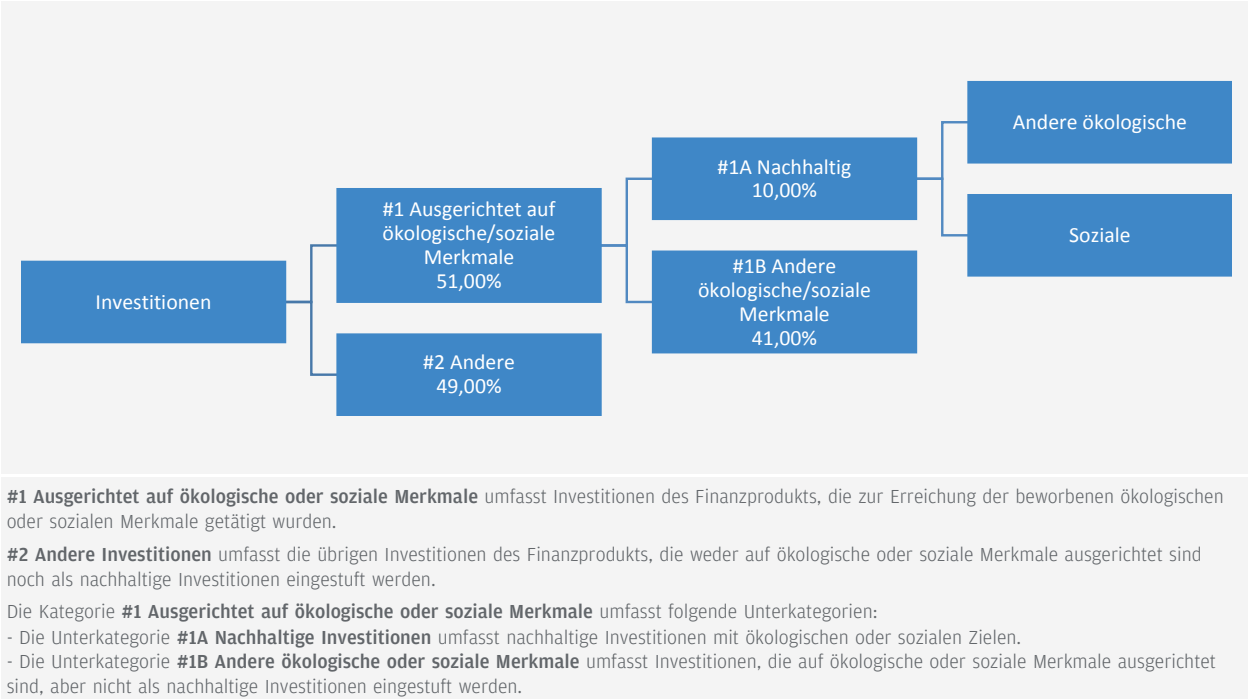 Investitionen
#1 Ausgerichtet auf
ökologische/soziale
Merkmale
51,00%
#2 Andere
49,00%
#1A Nachhaltig
10,00%
#1B Andere
ökologische/soziale
Merkmale
41,00%
Andere ökologische
Soziale
#1 Ausgerichtet auf ökologische oder soziale Merkmale umfasst Investitionen des Finanzprodukts, die zur Erreichung der beworbenen ökologischen
oder sozialen Merkmale getätigt wurden.
#2 Andere Investitionen umfasst die übrigen Investitionen des Finanzprodukts, die weder auf ökologische oder soziale Merkmale ausgerichtet sind
noch als nachhaltige Investitionen eingestuft werden.
Die Kategorie #1 Ausgerichtet auf ökologische oder soziale Merkmale umfasst folgende Unterkategorien:
- Die Unterkategorie #1A Nachhaltige Investitionen umfasst nachhaltige Investitionen mit ökologischen oder sozialen Zielen.
- Die Unterkategorie #1B Andere ökologische oder soziale Merkmale umfasst Investitionen, die auf ökologische oder soziale Merkmale ausgerichtet
sind, aber nicht als nachhaltige Investitionen eingestuft werden.